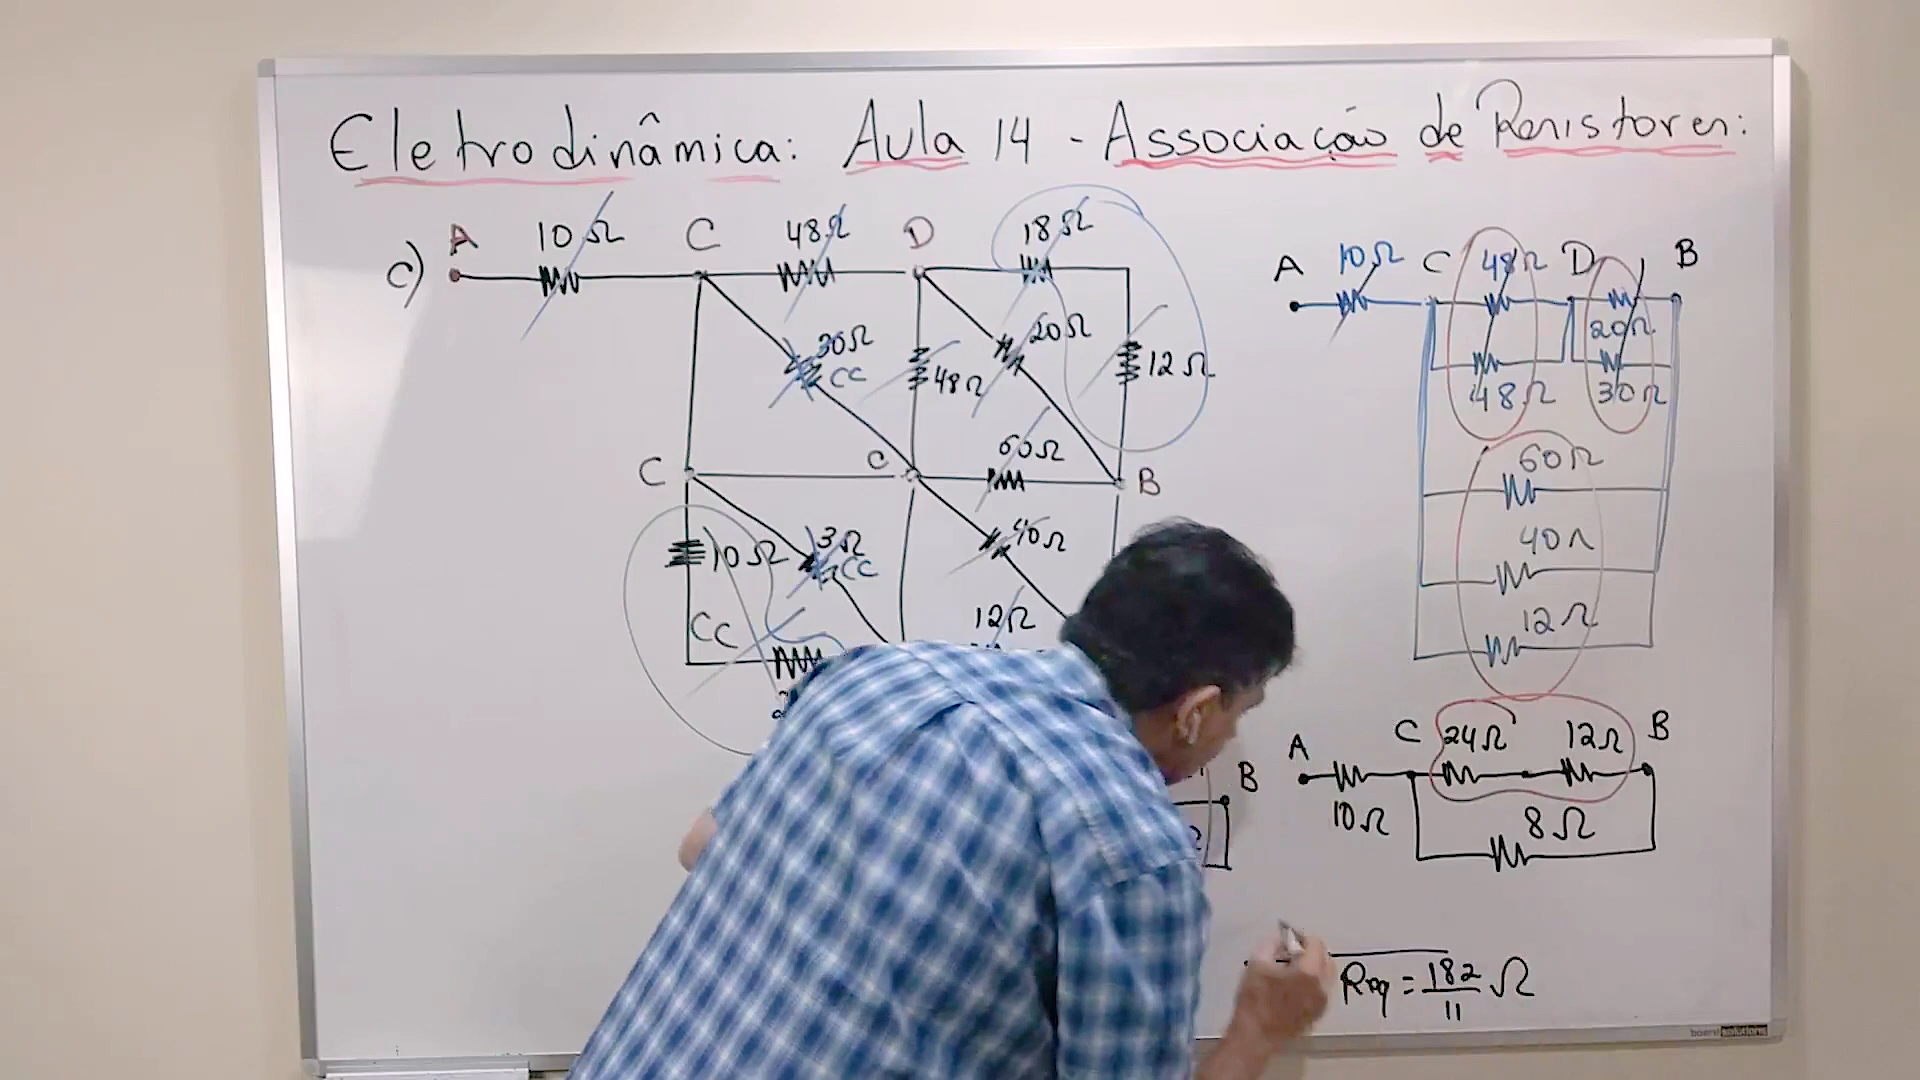 Eletrodinâmica: Aula 14 - Associação de Resistores:
c) A 10Ω C 48Ω D 18Ω
30Ω
CC
48Ω
20Ω
12Ω
C
C
60Ω
B
10Ω
3Ω
CC
40Ω
CC
12Ω
B
A 10Ω C 48Ω D B
20Ω
48Ω
30Ω
60Ω
40Ω
12Ω
A C 24Ω 12Ω B
10Ω
8Ω
Req = 182/11 Ω
boardsolutions